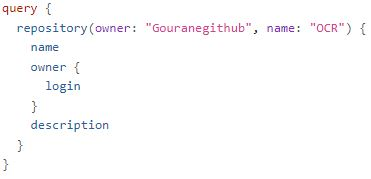 query {
  repository(owner: "Gouranegithub", name: "OCR") {
    name
    owner {
      login
    }
    description
  }
}